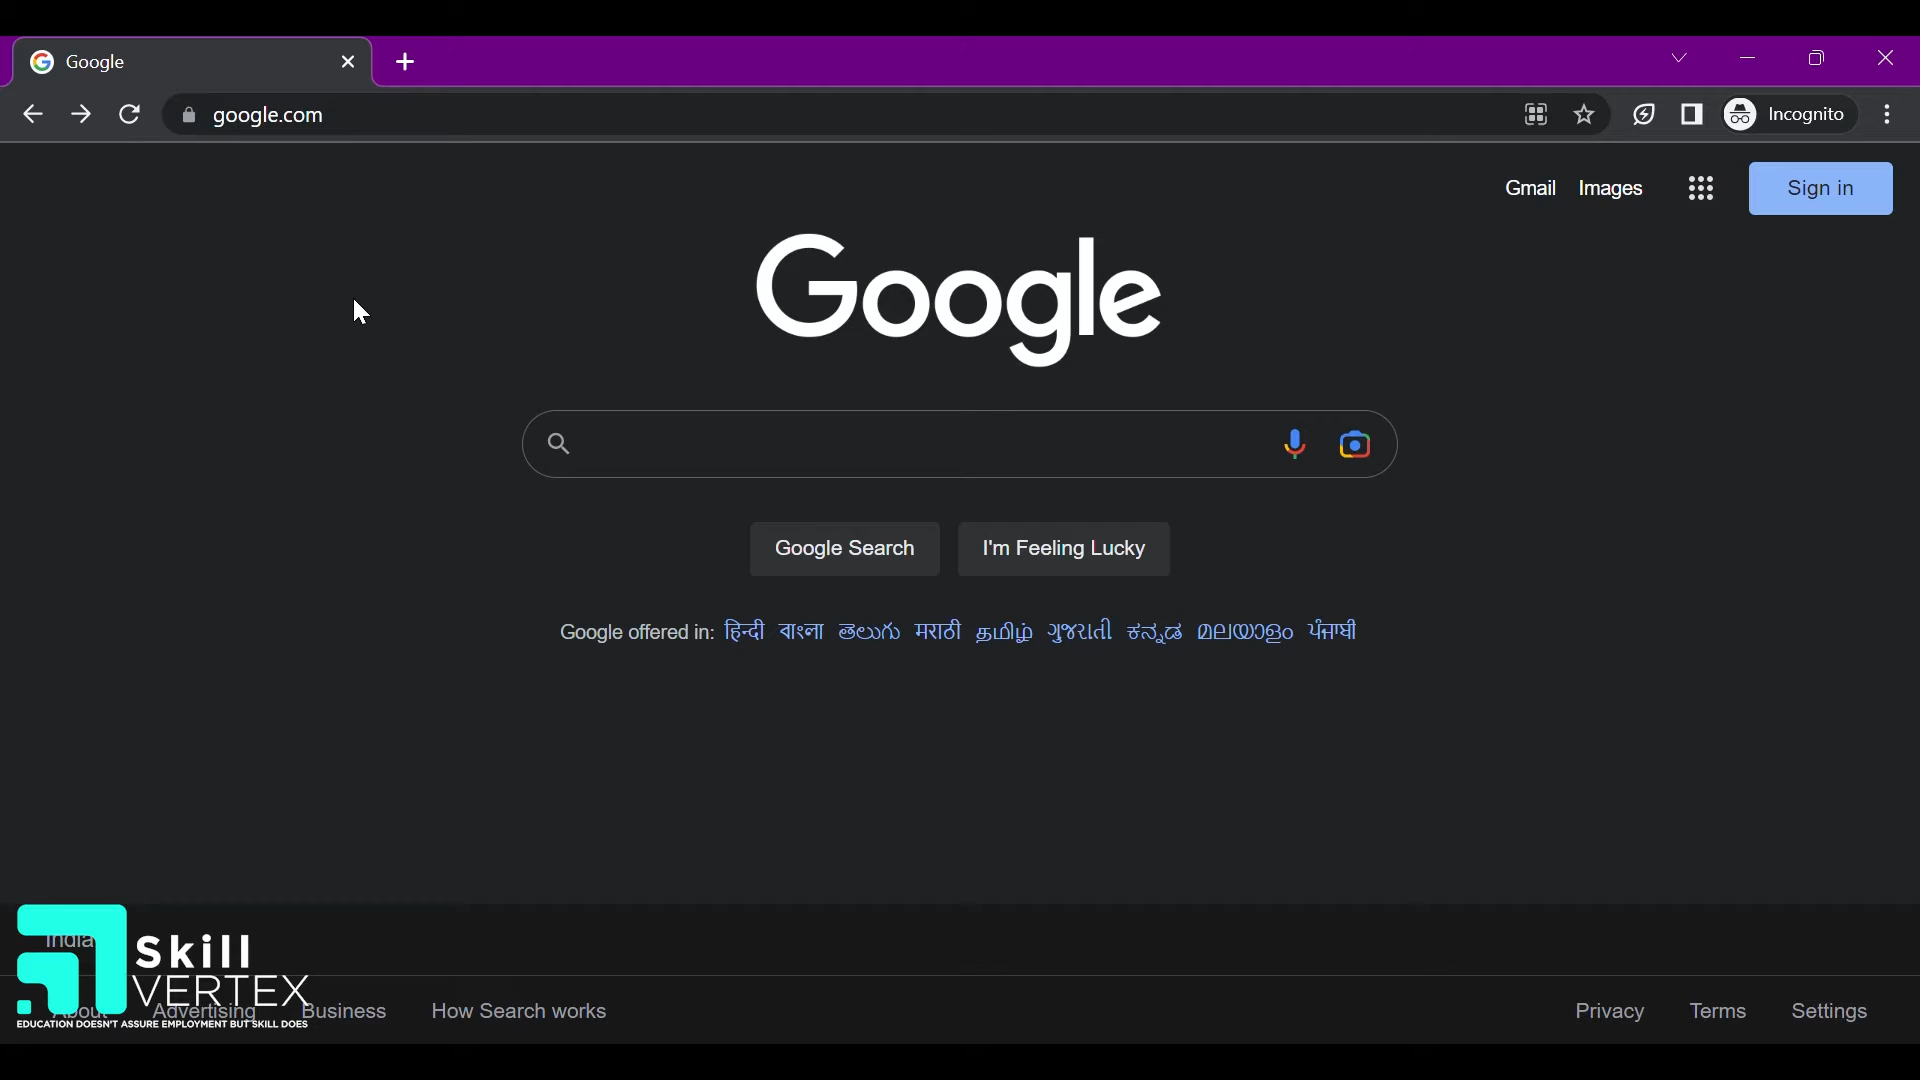 Google
google.com
Incognito
Gmail Images
Sign in
Google
Google Search
I'm Feeling Lucky
Google offered in: हिन्दी বাংলা తెలుగు मराठी தமிழ் ગુજરાતી ಕನ್ನಡ മലയാളം ਪੰਜਾਬੀ
India
Skill
VERTEX
EDUCATION DOESN'T ASSURE EMPLOYMENT BUT SKILL DOES
About Advertising Business How Search works
Privacy Terms Settings